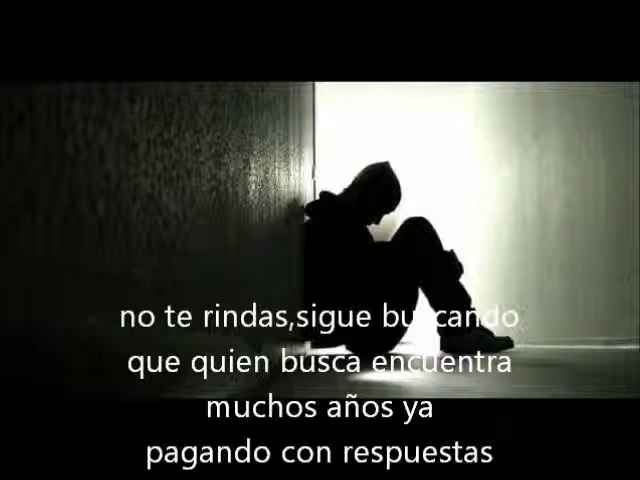 no te rindas,sigue buscando
que quien busca encuentra
muchos años ya
pagando con respuestas